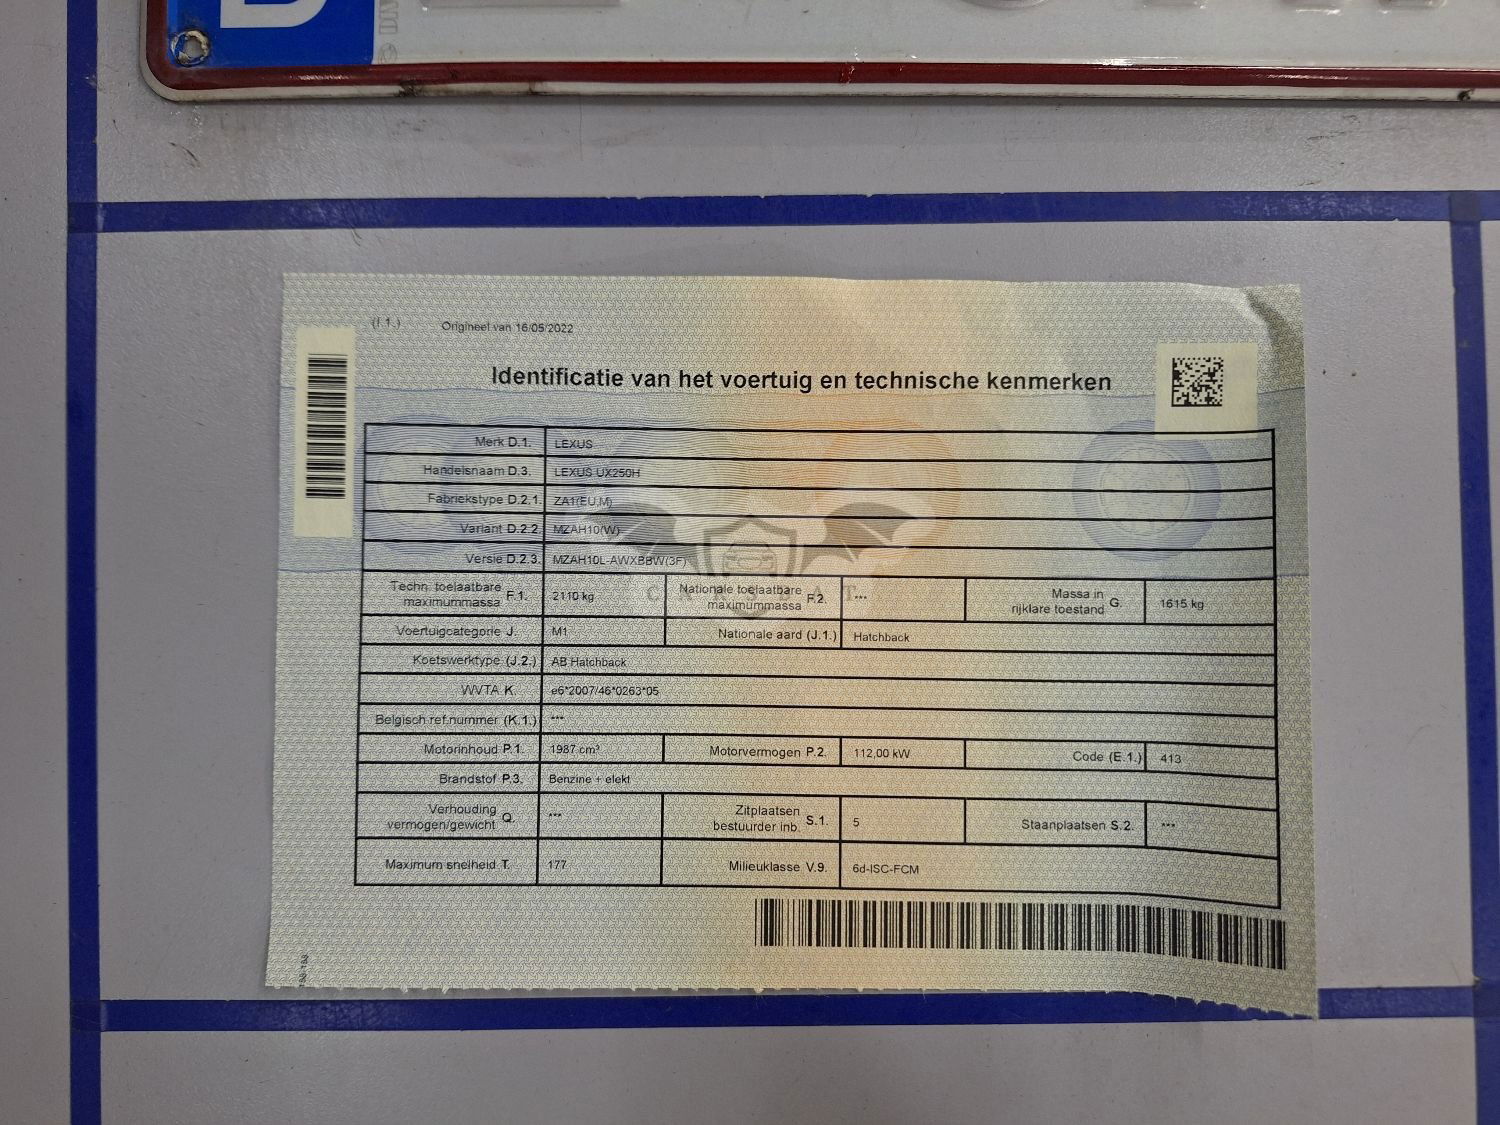 B
(I.1.) Origineel van 16/05/2022
Identificatie van het voertuig en technische kenmerken
Merk D.1. LEXUS
Handelsnaam D.3. LEXUS UX250H
Fabriekstype D.2.1. ZA1(EU,M)
Variant D.2.2 MZAH10(W)
Versie D.2.3. MZAH10L-AWXBBW(3F)
Techn. toelaatbare maximummassa F.1. 2110 kg Nationale toelaatbare maximummassa F.2. *** Massa in rijklare toestand G. 1615 kg
Voertuigcategorie J. M1 Nationale aard (J.1.) Hatchback
Koetswerktype (J.2.) AB Hatchback
WVTA K. e6*2007/46*0263*05
Belgisch ref.nummer (K.1.) ***
Motorinhoud P.1. 1987 cm³ Motorvermogen P.2. 112,00 kW Code (E.1.) 413
Brandstof P.3. Benzine + elekt
Verhouding vermogen/gewicht Q. *** Zitplaatsen bestuurder inb. S.1. 5 Staanplaatsen S.2. ***
Maximum snelheid T. 177 Milieuklasse V.9. 6d-ISC-FCM